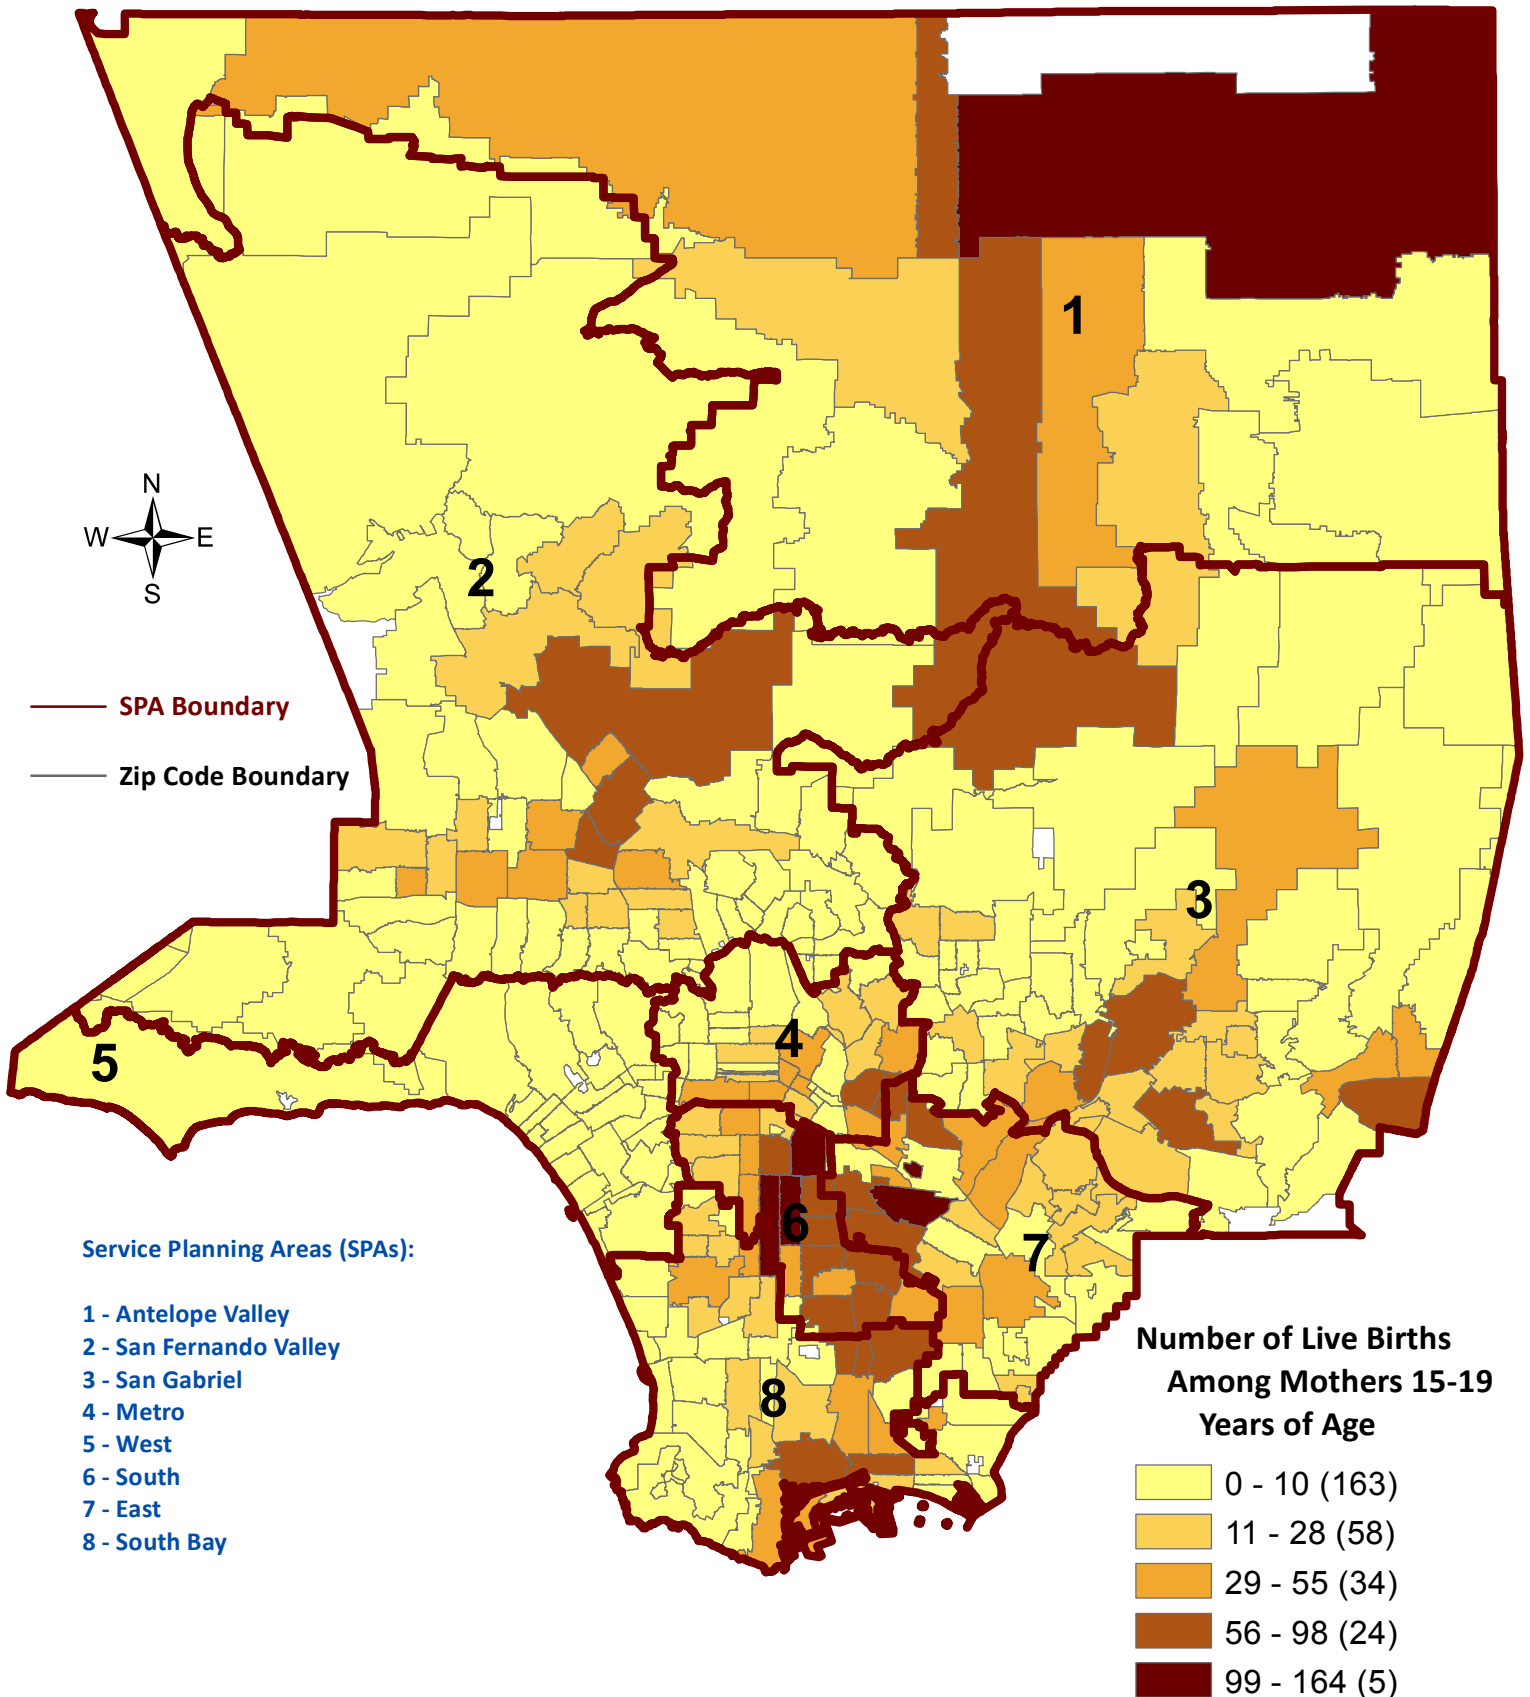 1
N
W E
S
2
SPA Boundary
Zip Code Boundary
3
4
5
6
7
8
Service Planning Areas (SPAs):
1 - Antelope Valley
2 - San Fernando Valley
3 - San Gabriel
4 - Metro
5 - West
6 - South
7 - East
8 - South Bay
Number of Live Births
Among Mothers 15-19
Years of Age
0 - 10 (163)
11 - 28 (58)
29 - 55 (34)
56 - 98 (24)
99 - 164 (5)